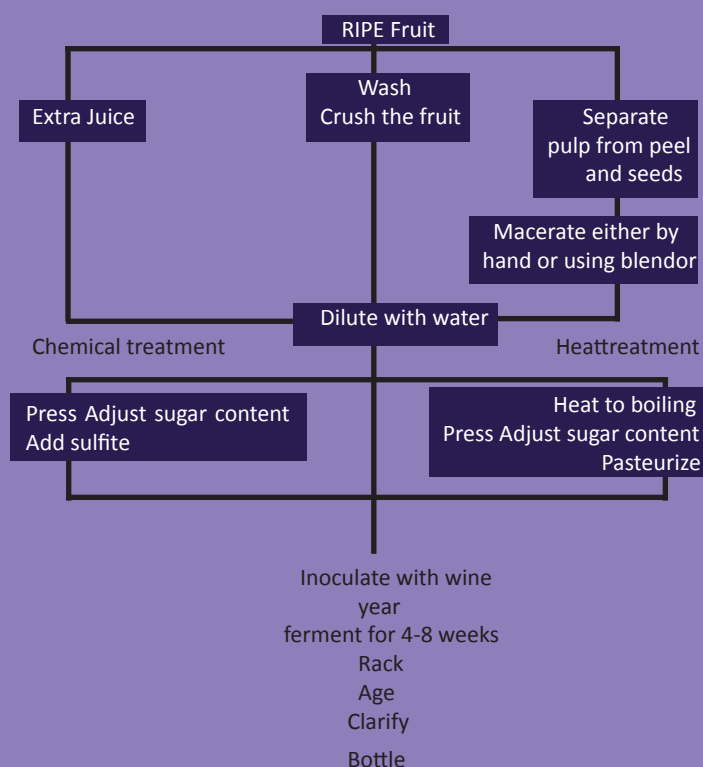 RIPE Fruit
Extra Juice
Wash
Crush the fruit
Separate
pulp from peel
and seeds
Macerate either by
hand or using blendor
Dilute with water
Chemical treatment
Heattreatment
Press Adjust sugar content
Add sulfite
Heat to boiling
Press Adjust sugar content
Pasteurize
Inoculate with wine
year
ferment for 4-8 weeks
Rack
Age
Clarify
Bottle